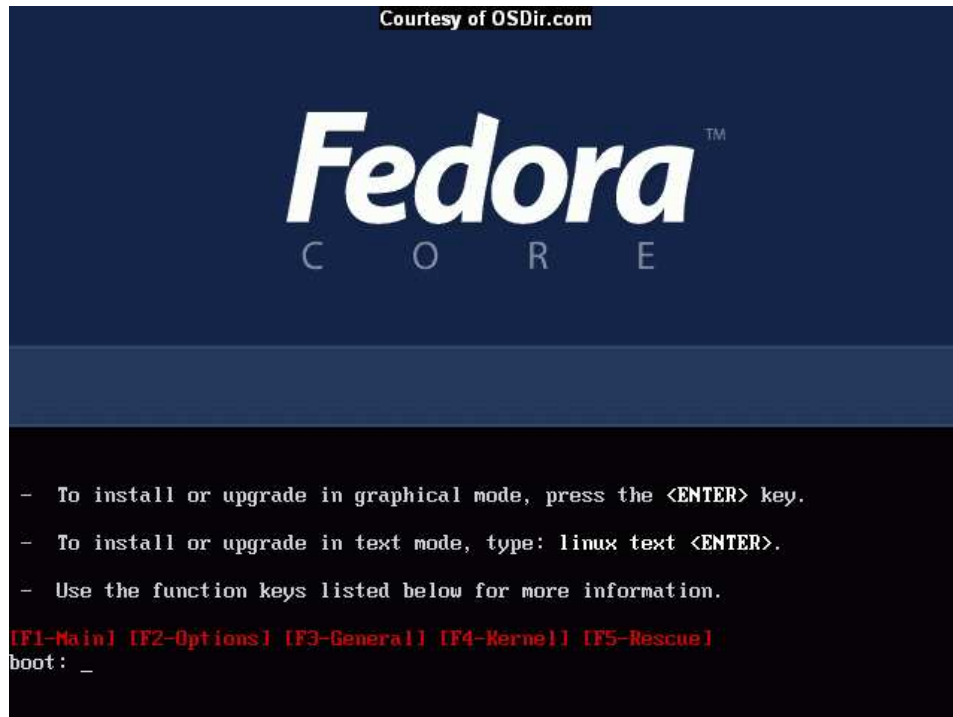 Courtesy of OSDir.com
Fedora™
CORE
- To install or upgrade in graphical mode, press the <ENTER> key.
- To install or upgrade in text mode, type: linux text <ENTER>.
- Use the function keys listed below for more information.
[F1-Main] [F2-Options] [F3-General] [F4-Kernel] [F5-Rescue]
boot: _